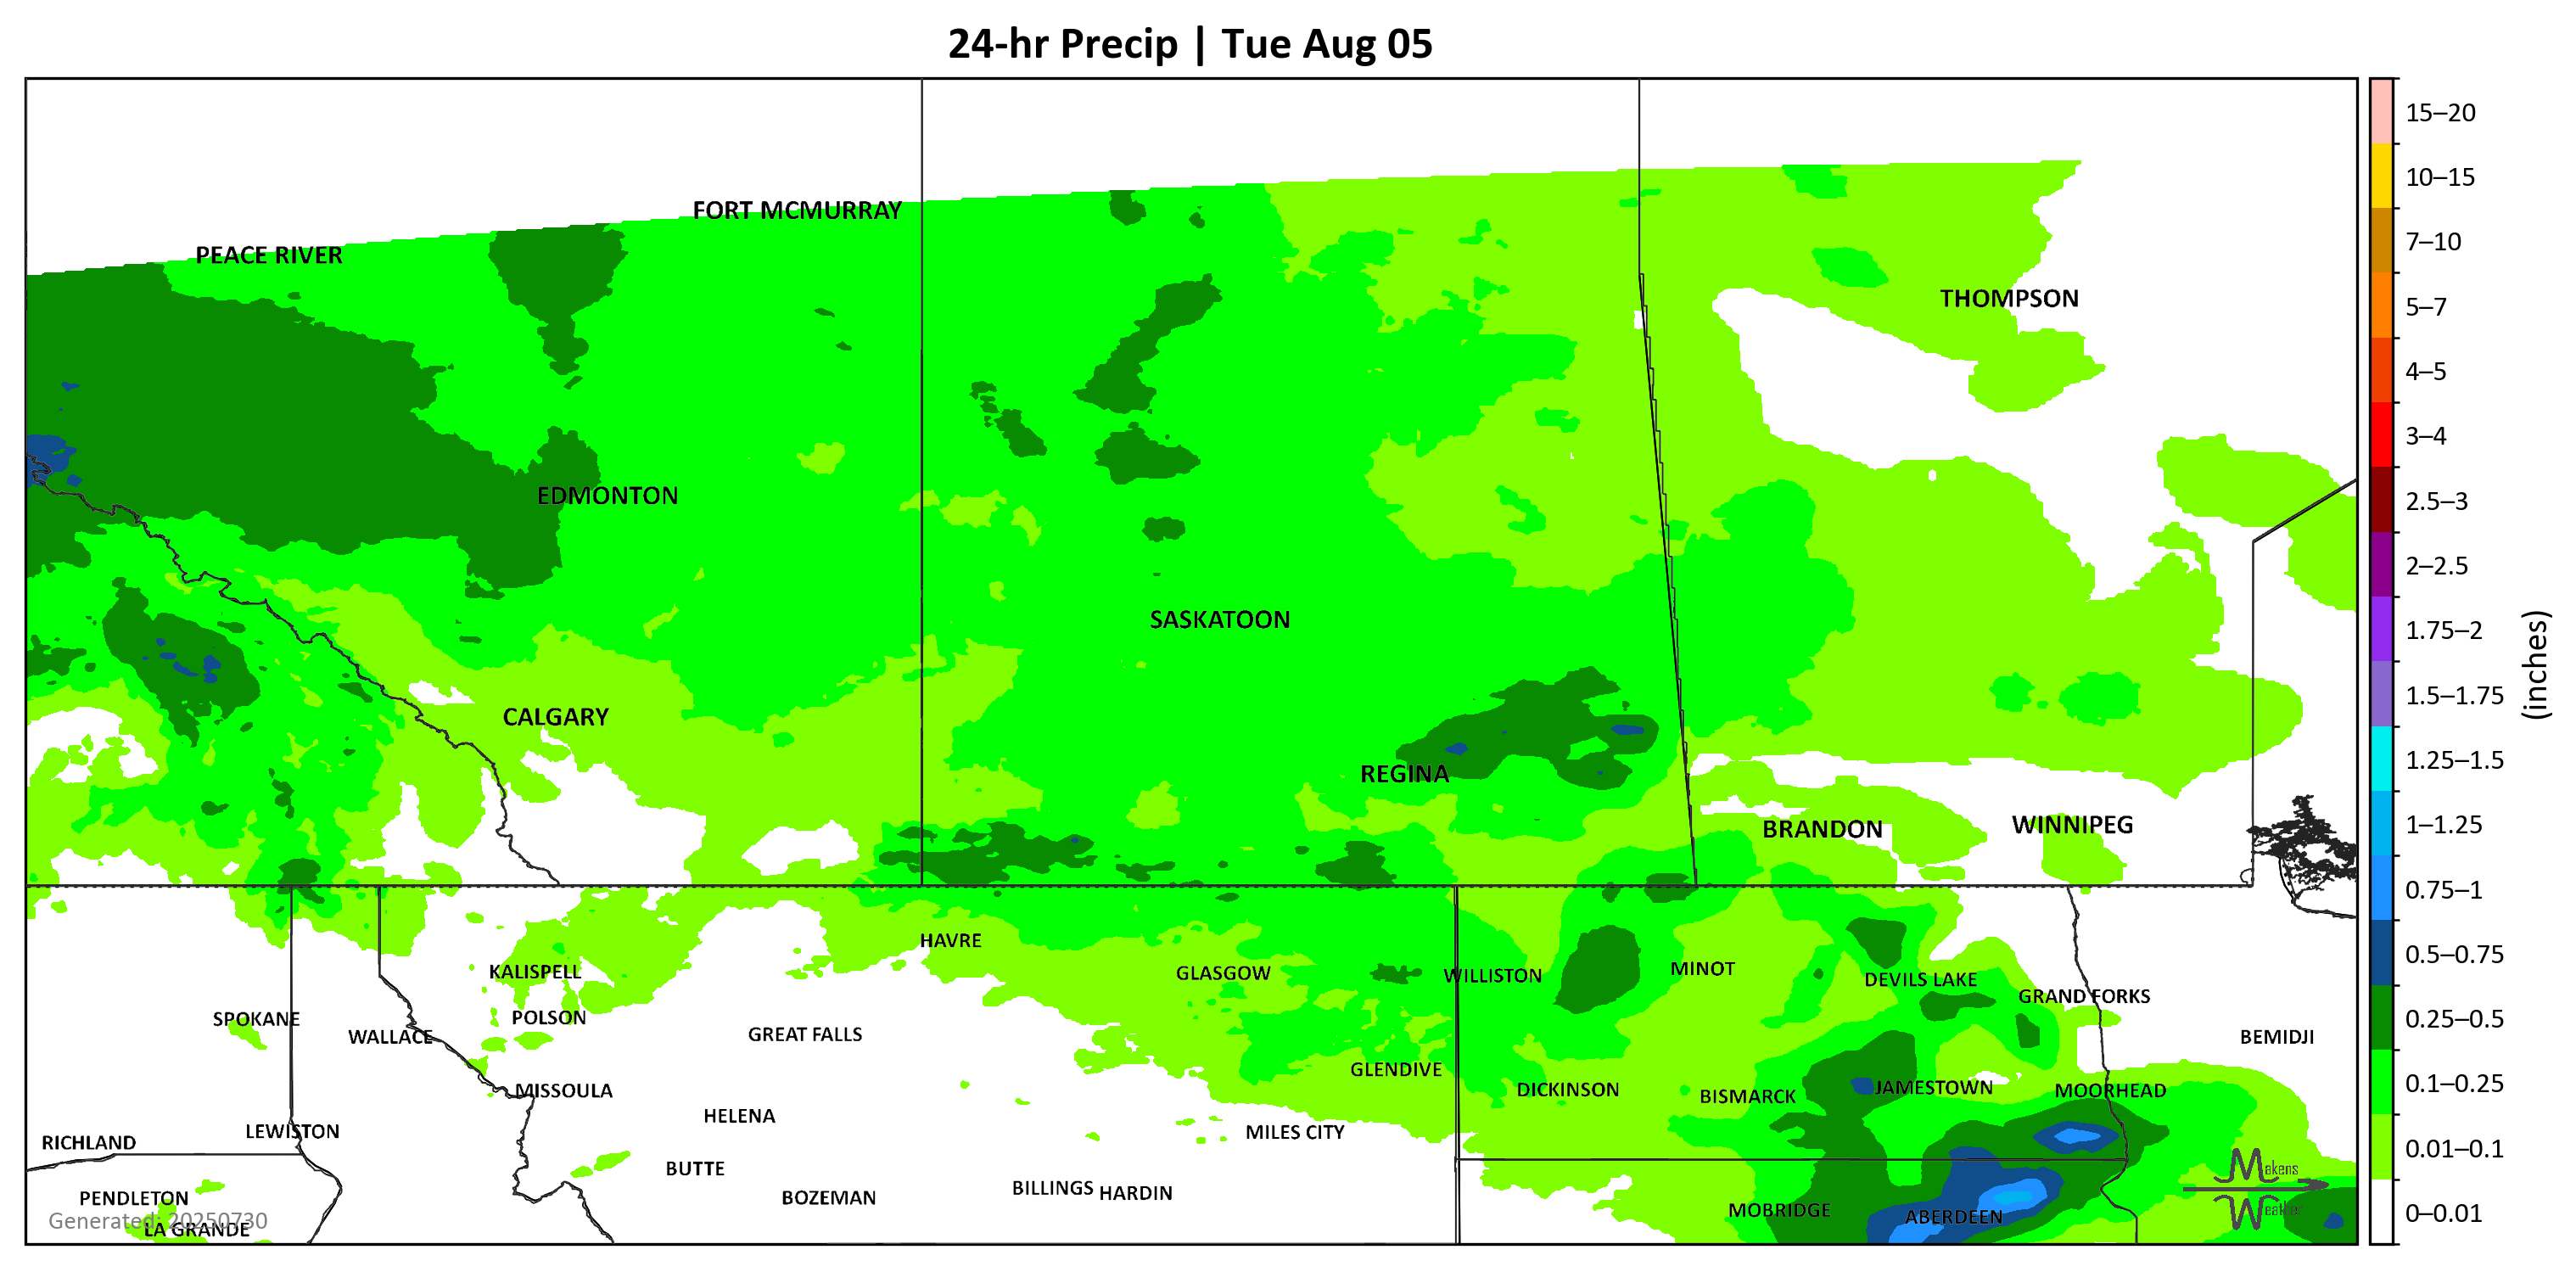 24-hr Precip | Tue Aug 05
FORT MCMURRAY
PEACE RIVER
THOMPSON
EDMONTON
SASKATOON
CALGARY
REGINA
BRANDON
WINNIPEG
HAVRE
KALISPELL
GLASGOW
WILLISTON
MINOT
DEVILS LAKE
GRAND FORKS
SPOKANE
POLSON
WALLACE
GREAT FALLS
BEMIDJI
GLENDIVE
MISSOULA
DICKINSON
BISMARCK
JAMESTOWN
MOORHEAD
HELENA
RICHLAND
LEWISTON
MILES CITY
BUTTE
PENDLETON
BOZEMAN
BILLINGS
HARDIN
MOBRIDGE
ABERDEEN
Generated: 20250730
LA GRANDE
Makens
Weather
15–20
10–15
7–10
5–7
4–5
3–4
2.5–3
2–2.5
1.75–2
1.5–1.75
1.25–1.5
1–1.25
0.75–1
0.5–0.75
0.25–0.5
0.1–0.25
0.01–0.1
0–0.01
(inches)